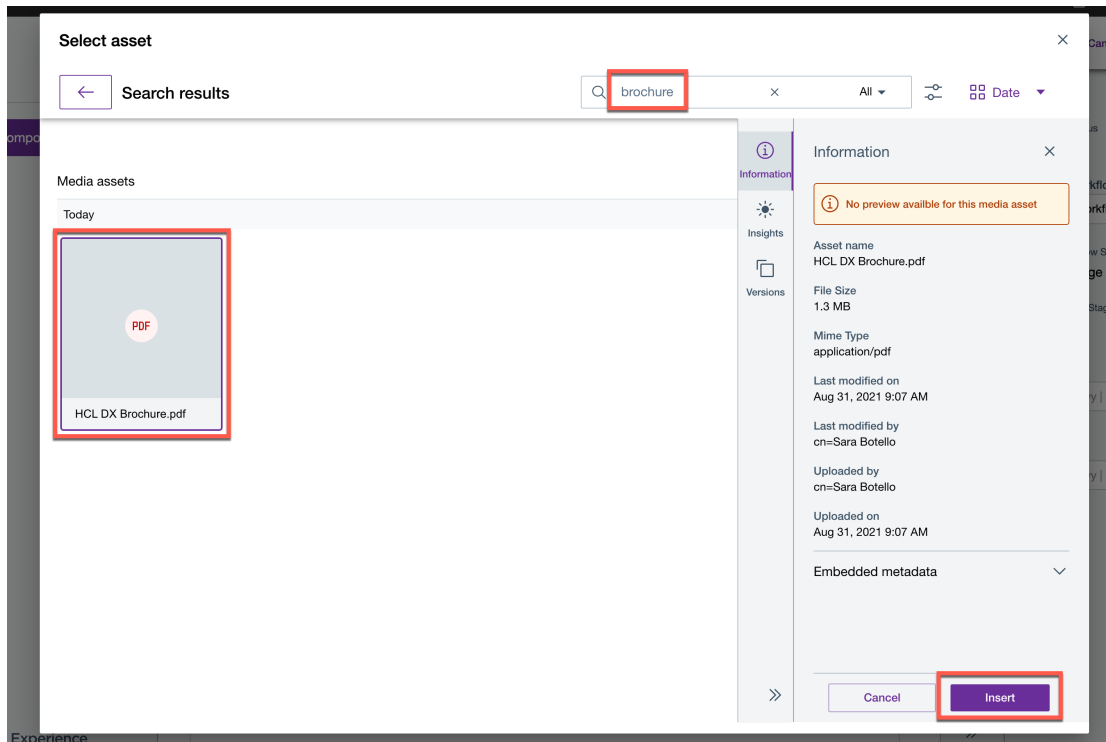 Select asset
Can
Search results
brochure
All
Date
ompo
Media assets
Today
PDF
HCL DX Brochure.pdf
Information
Insights
Versions
Information
No preview availble for this media asset
Asset name
HCL DX Brochure.pdf
File Size
1.3 MB
Mime Type
application/pdf
Last modified on
Aug 31, 2021 9:07 AM
Last modified by
cn=Sara Botello
Uploaded by
cn=Sara Botello
Uploaded on
Aug 31, 2021 9:07 AM
Embedded metadata
Cancel
Insert
Experience